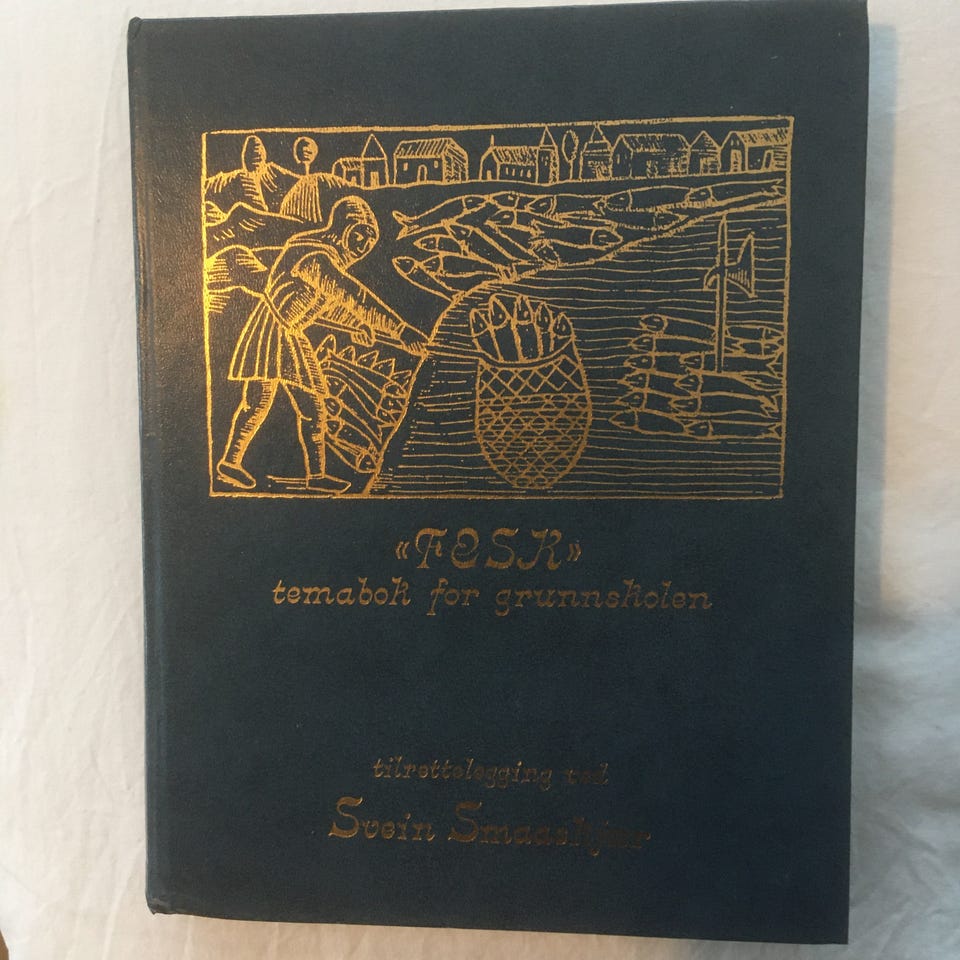 «FESK»
temabok for grunnskolen
tilrettelegging ved
Svein Smaaskjær